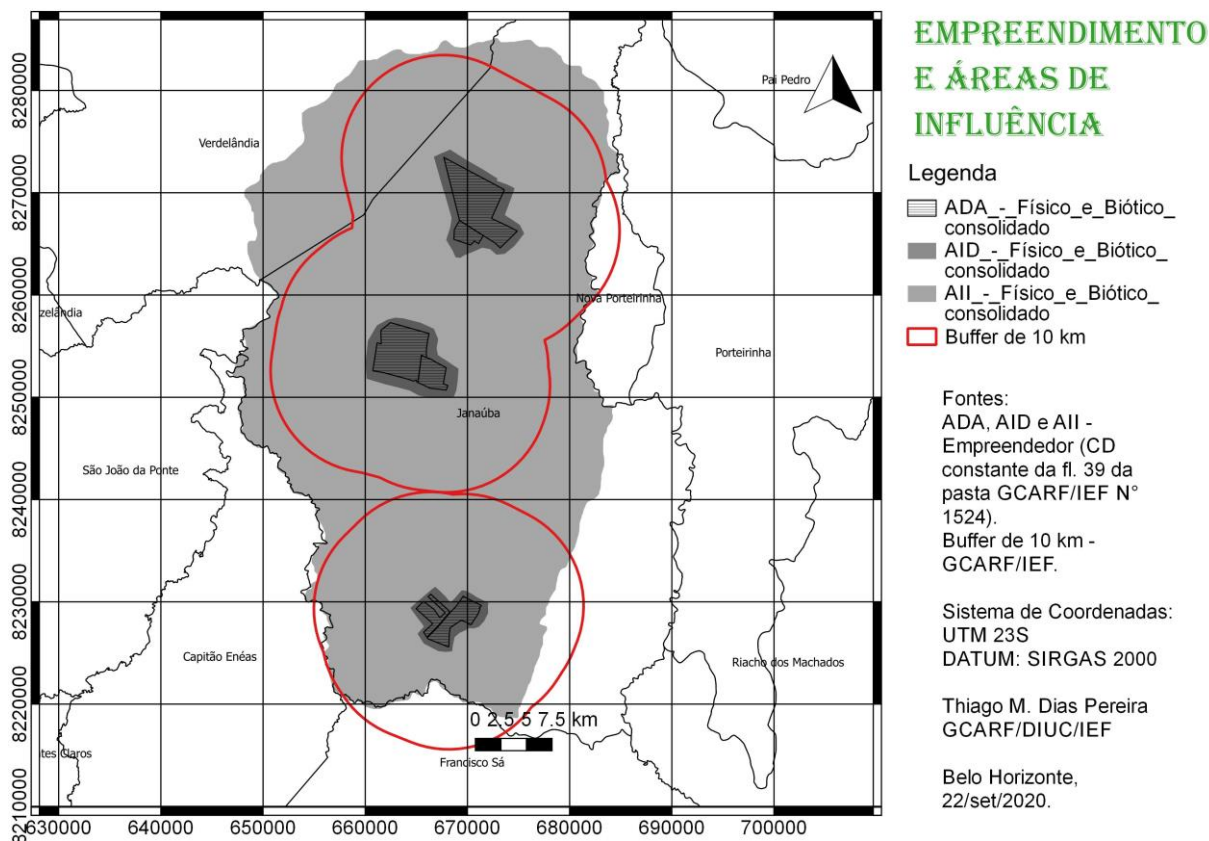 EMPREENDIMENTO
E ÁREAS DE
INFLUÊNCIA
Legenda
ADA_-_Físico_e_Biótico_
consolidado
AID_-_Físico_e_Biótico_
consolidado
AII_-_Físico_e_Biótico_
consolidado
Buffer de 10 km
Fontes:
ADA, AID e AII -
Empreendedor (CD
constante da fl. 39 da
pasta GCARF/IEF N°
1524).
Buffer de 10 km -
GCARF/IEF.
Sistema de Coordenadas:
UTM 23S
DATUM: SIRGAS 2000
Thiago M. Dias Pereira
GCARF/DIUC/IEF
Belo Horizonte,
22/set/2020.
Pai Pedro
Verdelândia
zelândia
Nova Porteirinha
Porteirinha
Janaúba
São João da Ponte
Capitão Enéas
Riacho dos Machados
tes Claros
Francisco Sá
0 2.5 5 7.5 km
8280000
8270000
8260000
8250000
8240000
8230000
8220000
8210000
630000 640000 650000 660000 670000 680000 690000 700000